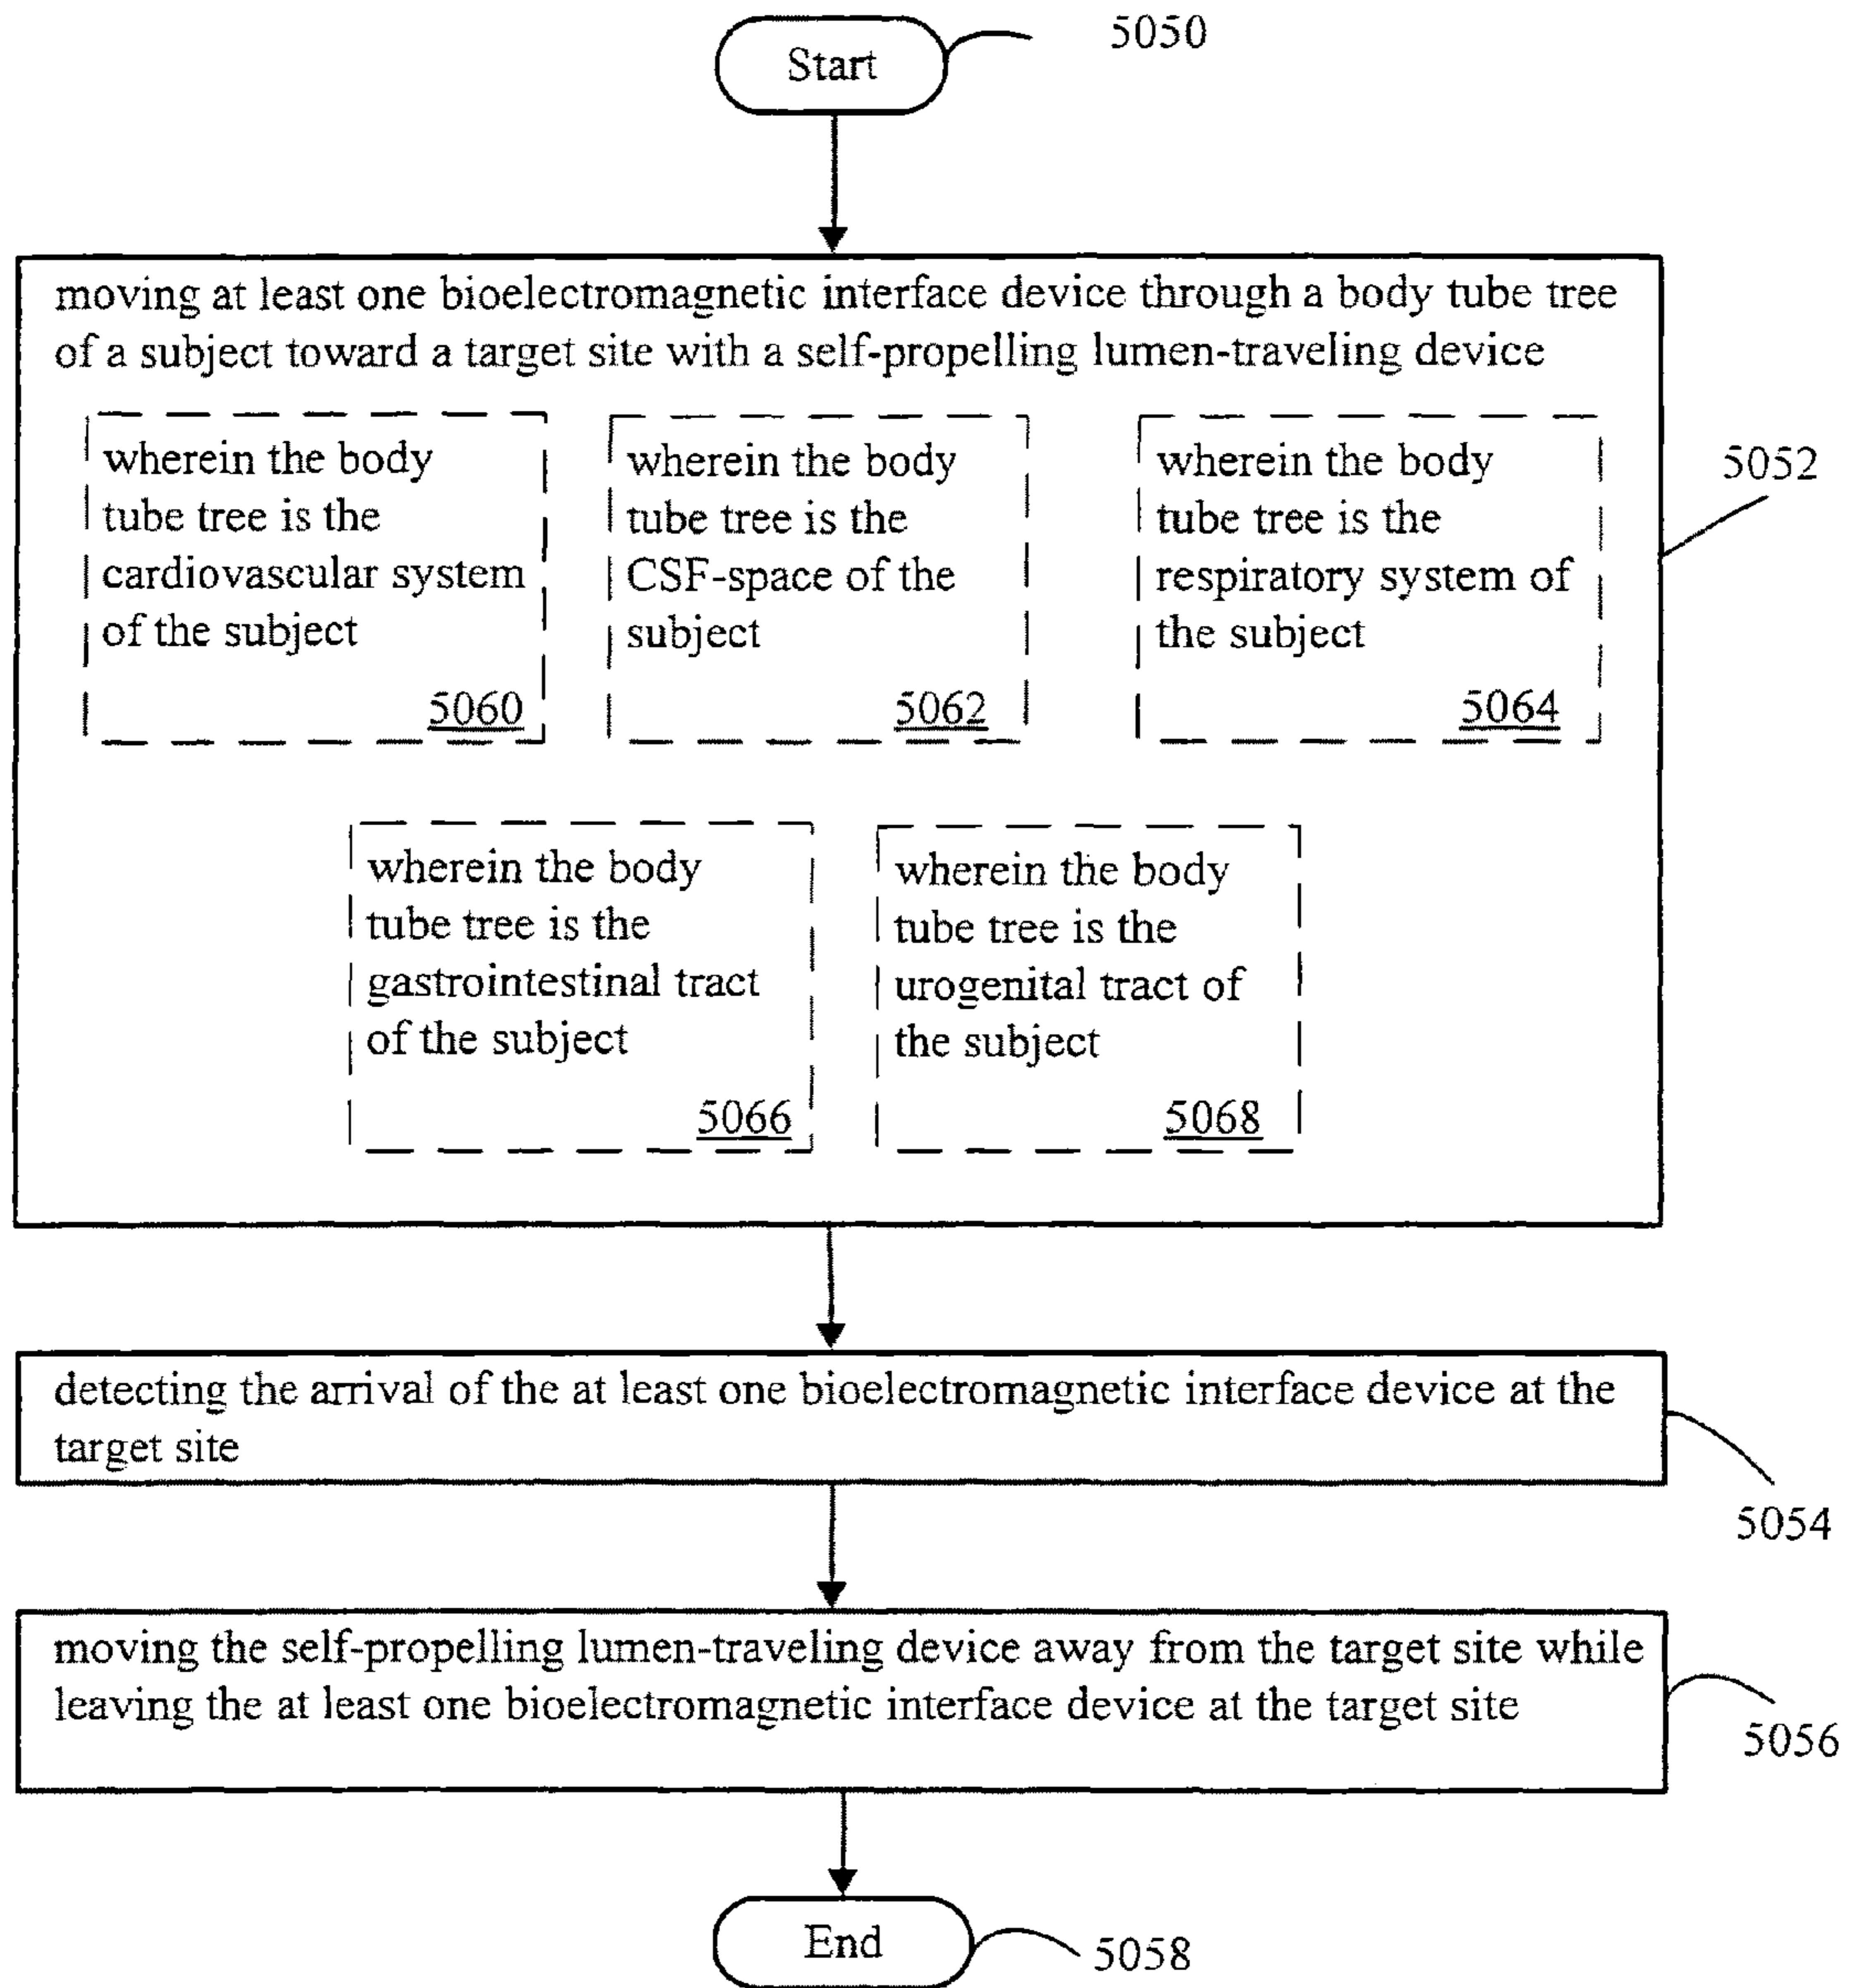 Start
5050
moving at least one bioelectromagnetic interface device through a body tube tree
of a subject toward a target site with a self-propelling lumen-traveling device
wherein the body
tube tree is the
cardiovascular system
of the subject
5060
wherein the body
tube tree is the
CSF-space of the
subject
5062
wherein the body
tube tree is the
respiratory system of
the subject
5064
5052
wherein the body
tube tree is the
gastrointestinal tract
of the subject
5066
wherein the body
tube tree is the
urogenital tract of
the subject
5068
detecting the arrival of the at least one bioelectromagnetic interface device at the
target site
5054
moving the self-propelling lumen-traveling device away from the target site while
leaving the at least one bioelectromagnetic interface device at the target site
5056
End
5058